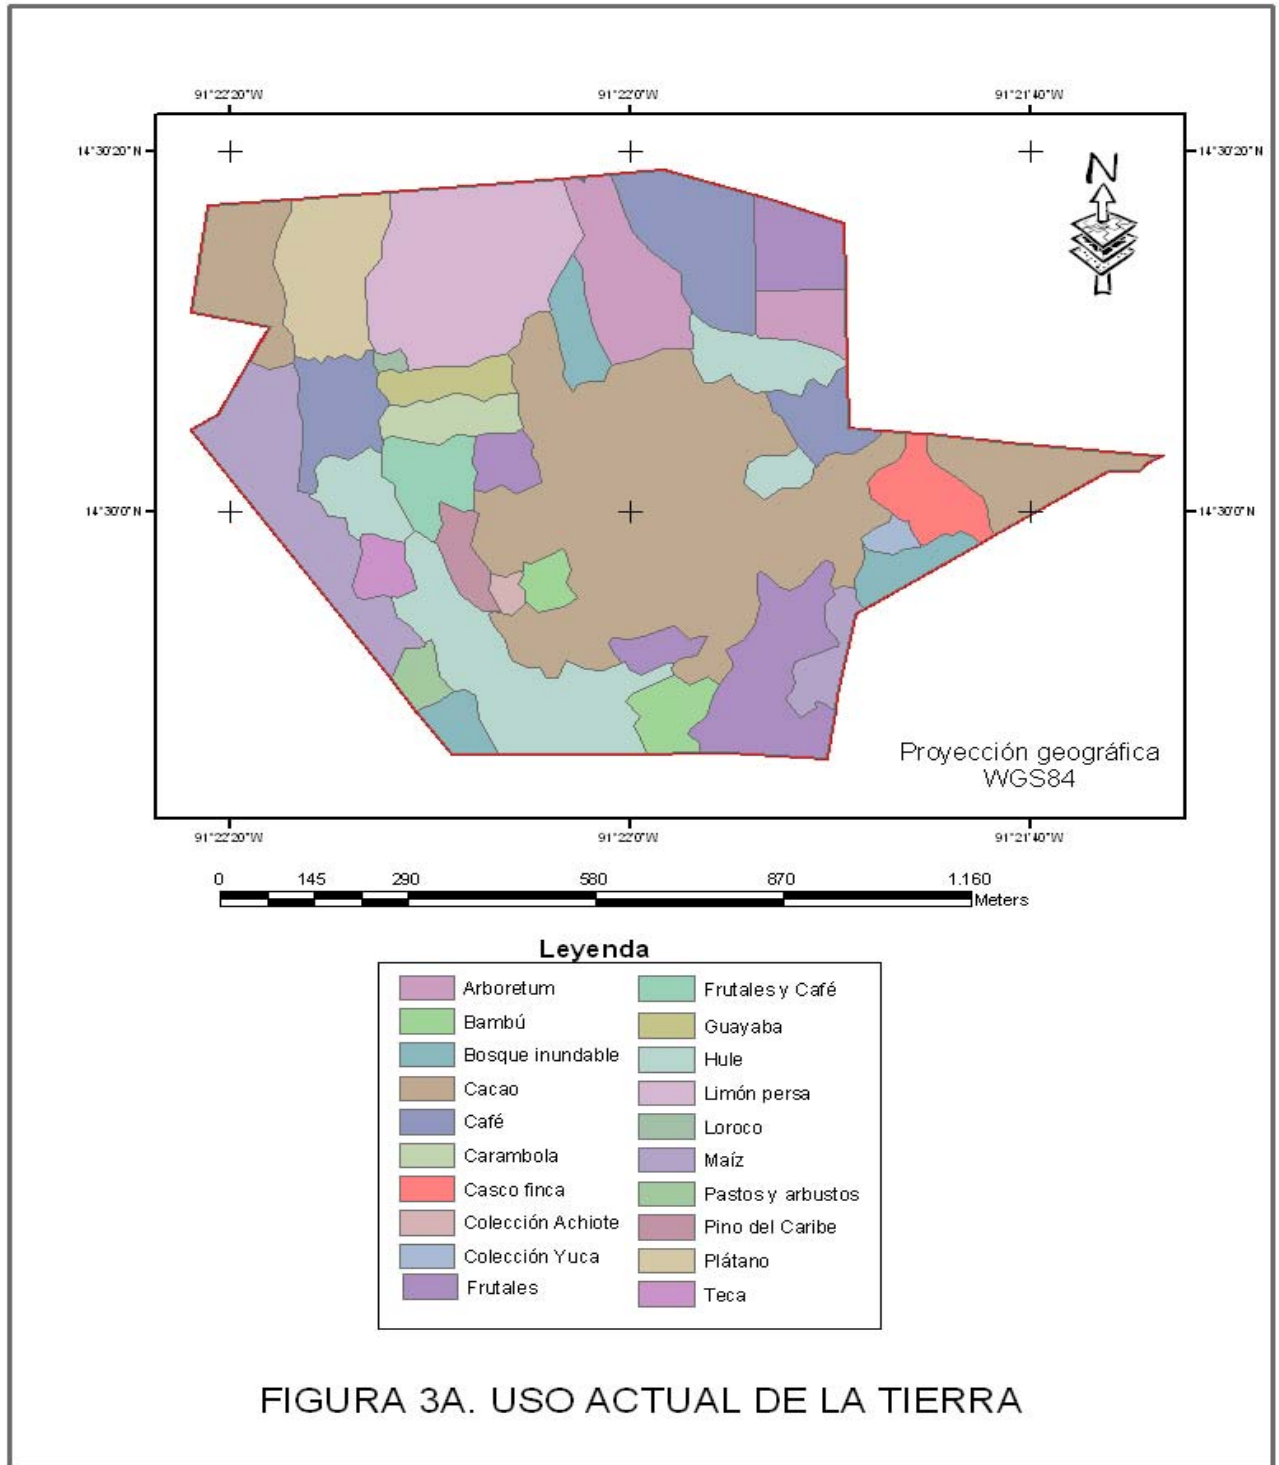 91°22'20"W 91°22'0"W 91°21'40"W
14°30'20"N 14°30'20"N
N
14°30'0"N 14°30'0"N
Proyección geográfica
WGS84
91°22'20"W 91°22'0"W 91°21'40"W
0 145 290 580 870 1.160
Meters
Leyenda
Arboretum
Bambú
Bosque inundable
Cacao
Café
Carambola
Casco finca
Colección Achiote
Colección Yuca
Frutales
Frutales y Café
Guayaba
Hule
Limón persa
Loroco
Maíz
Pastos y arbustos
Pino del Caribe
Plátano
Teca
FIGURA 3A. USO ACTUAL DE LA TIERRA